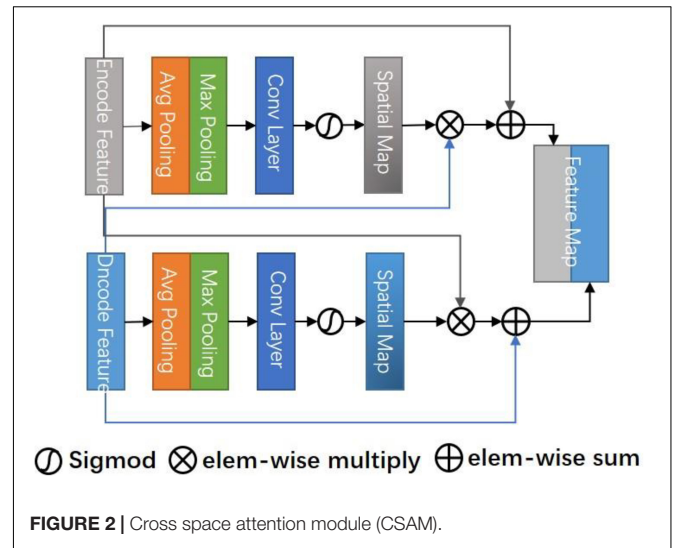 Encode Feature
Avg Pooling
Max Pooling
Conv Layer
Spatial Map
Feature Map
Dncode Feature
Avg Pooling
Max Pooling
Conv Layer
Spatial Map
Sigmod elem-wise multiply elem-wise sum
FIGURE 2 | Cross space attention module (CSAM).